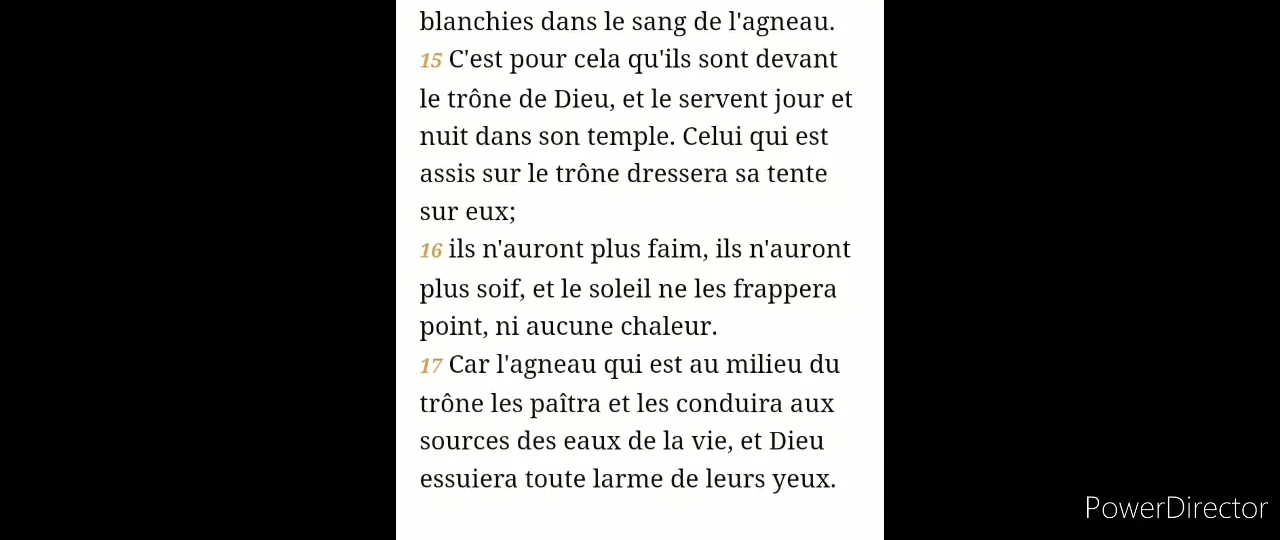 blanchies dans le sang de l'agneau.
15 C'est pour cela qu'ils sont devant
le trône de Dieu, et le servent jour et
nuit dans son temple. Celui qui est
assis sur le trône dressera sa tente
sur eux;
16 ils n'auront plus faim, ils n'auront
plus soif, et le soleil ne les frappera
point, ni aucune chaleur.
17 Car l'agneau qui est au milieu du
trône les paîtra et les conduira aux
sources des eaux de la vie, et Dieu
essuiera toute larme de leurs yeux.
PowerDirector